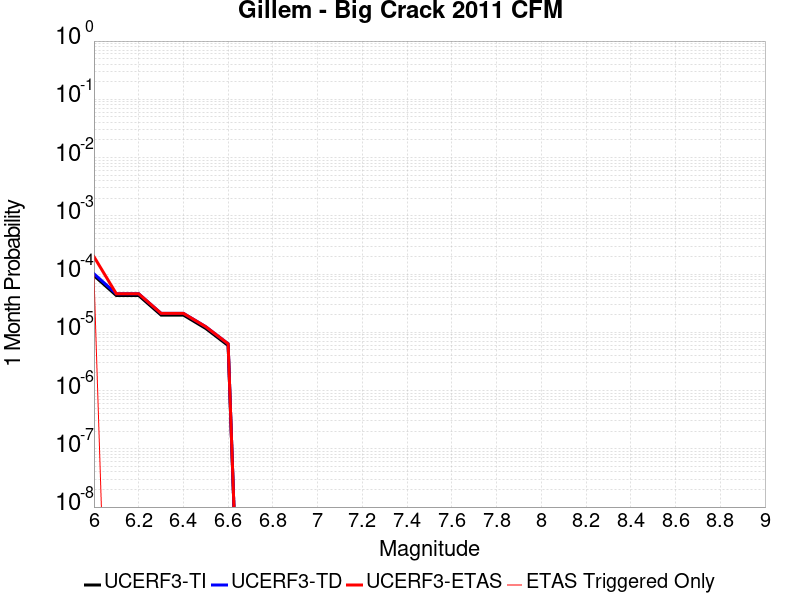 Gillem - Big Crack 2011 CFM
10^0
10^-1
10^-2
10^-3
10^-4
10^-5
10^-6
10^-7
10^-8
1 Month Probability
6 6.2 6.4 6.6 6.8 7 7.2 7.4 7.6 7.8 8 8.2 8.4 8.6 8.8 9
Magnitude
UCERF3-TI UCERF3-TD UCERF3-ETAS ETAS Triggered Only